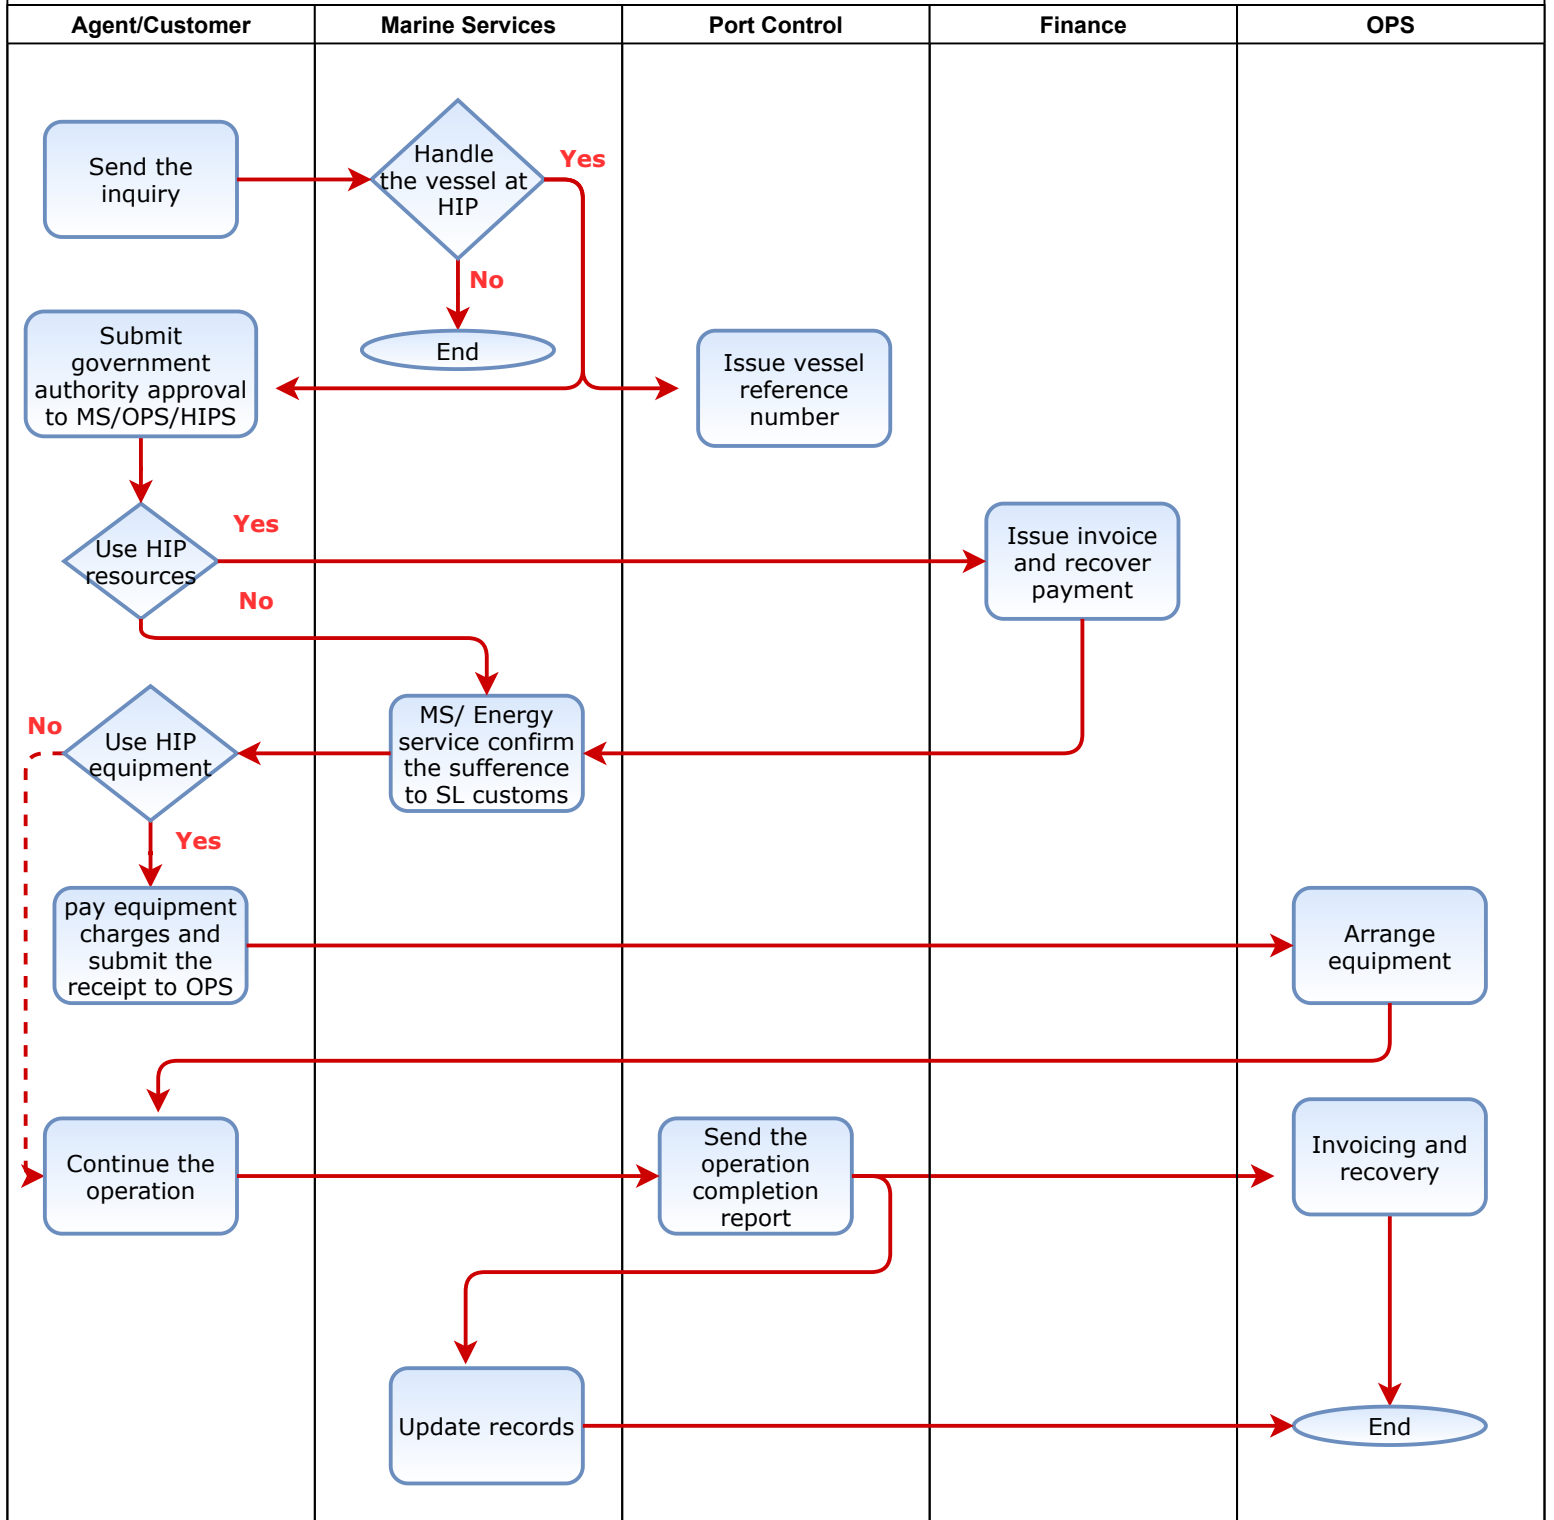 Agent/Customer
Marine Services
Port Control
Finance
OPS
Send the
inquiry
Handle
the vessel at
HIP
Yes
No
End
Submit
government
authority approval
to MS/OPS/HIPS
Issue vessel
reference
number
Use HIP
resources
Yes
No
Issue invoice
and recover
payment
MS/ Energy
service confirm
the sufference
to SL customs
Use HIP
equipment
No
Yes
pay equipment
charges and
submit the
receipt to OPS
Arrange
equipment
Continue the
operation
Send the
operation
completion
report
Invoicing and
recovery
Update records
End